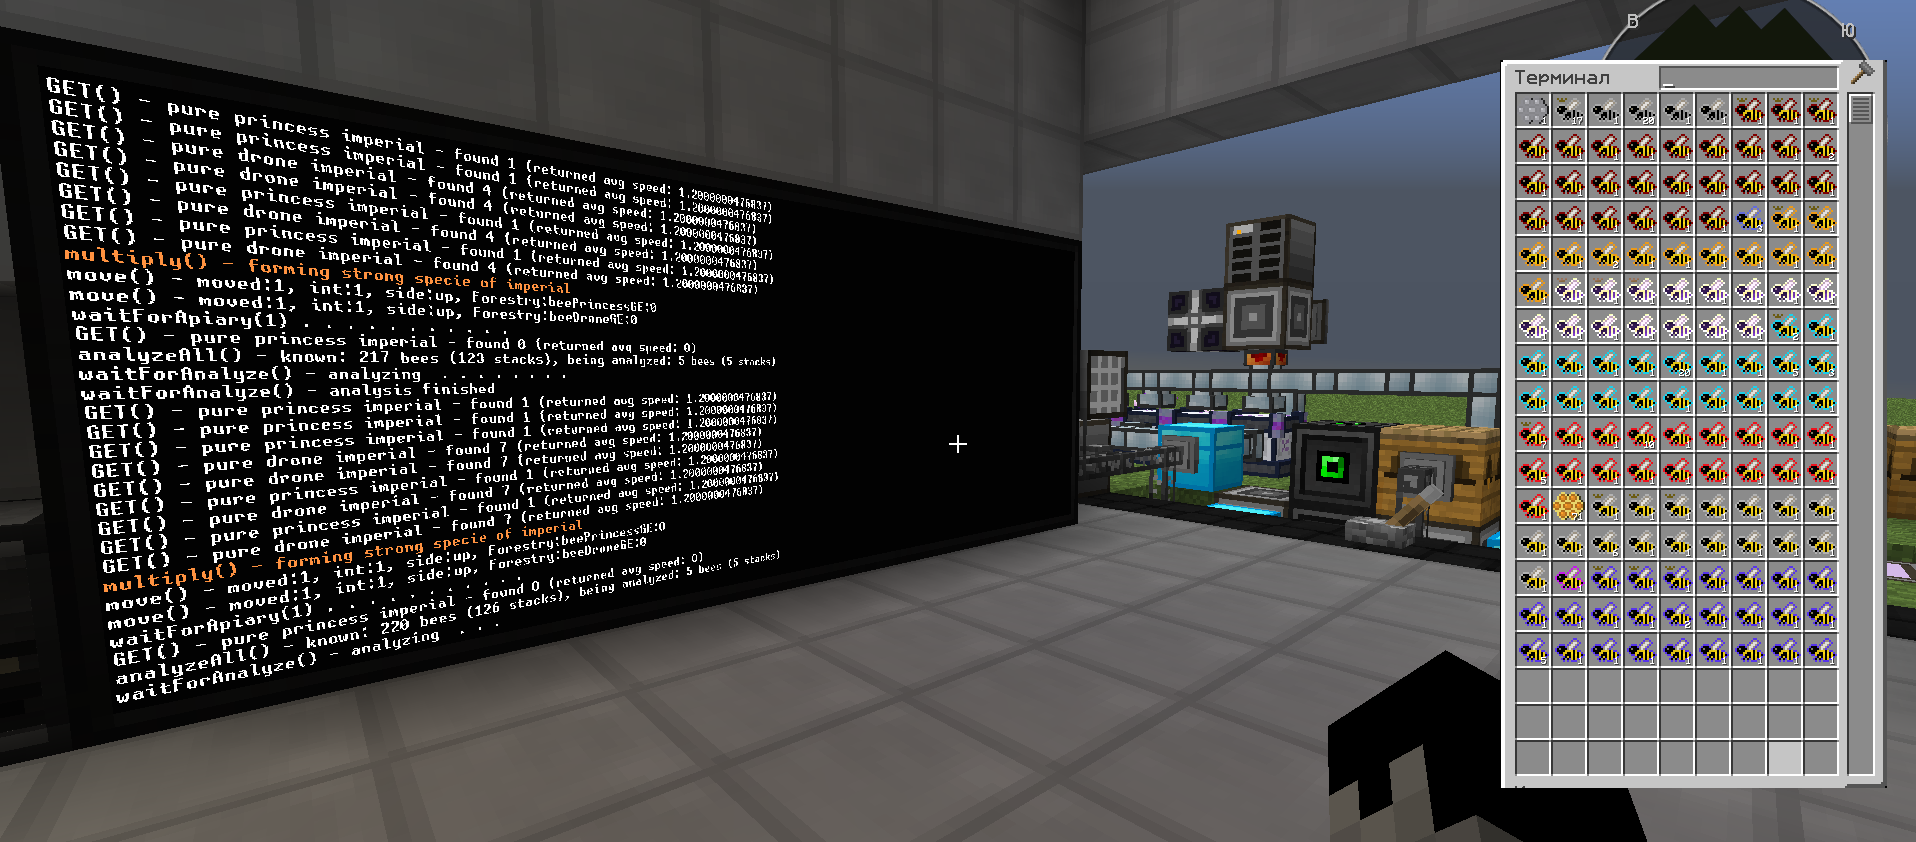 GET() - pure princess imperial - found 1 (returned avg speed: 1.2000000476837)
GET() - pure princess imperial - found 1 (returned avg speed: 1.2000000476837)
GET() - pure drone imperial - found 4 (returned avg speed: 1.2000000476837)
GET() - pure drone imperial - found 4 (returned avg speed: 1.2000000476837)
GET() - pure princess imperial - found 1 (returned avg speed: 1.2000000476837)
GET() - pure drone imperial - found 4 (returned avg speed: 1.2000000476837)
GET() - pure princess imperial - found 1 (returned avg speed: 1.2000000476837)
GET() - pure drone imperial - found 4 (returned avg speed: 1.2000000476837)
multiply() - forming strong specie of imperial
move() - moved:1, int:1, side:up, Forestry:beePrincessGE:0
move() - moved:1, int:1, side:up, Forestry:beeDroneGE:0
waitForApiary(1) . . . . . . . . . . .
GET() - pure princess imperial - found 0 (returned avg speed: 0)
analyzeAll() - known: 217 bees (123 stacks), being analyzed: 5 bees (5 stacks)
waitForAnalyze() - analyzing . . . . . . . .
waitForAnalyze() - analysis finished
GET() - pure princess imperial - found 1 (returned avg speed: 1.2000000476837)
GET() - pure princess imperial - found 1 (returned avg speed: 1.2000000476837)
GET() - pure drone imperial - found 7 (returned avg speed: 1.2000000476837)
GET() - pure drone imperial - found 7 (returned avg speed: 1.2000000476837)
GET() - pure princess imperial - found 1 (returned avg speed: 1.2000000476837)
GET() - pure drone imperial - found 7 (returned avg speed: 1.2000000476837)
GET() - pure princess imperial - found 1 (returned avg speed: 1.2000000476837)
GET() - pure drone imperial - found 7 (returned avg speed: 1.2000000476837)
multiply() - forming strong specie of imperial
move() - moved:1, int:1, side:up, Forestry:beePrincessGE:0
move() - moved:1, int:1, side:up, Forestry:beeDroneGE:0
waitForApiary(1) . . . . . . . . . . .
GET() - pure princess imperial - found 0 (returned avg speed: 0)
analyzeAll() - known: 220 bees (126 stacks), being analyzed: 5 bees (5 stacks)
waitForAnalyze() - analyzing . . .
В
Ю
Терминал